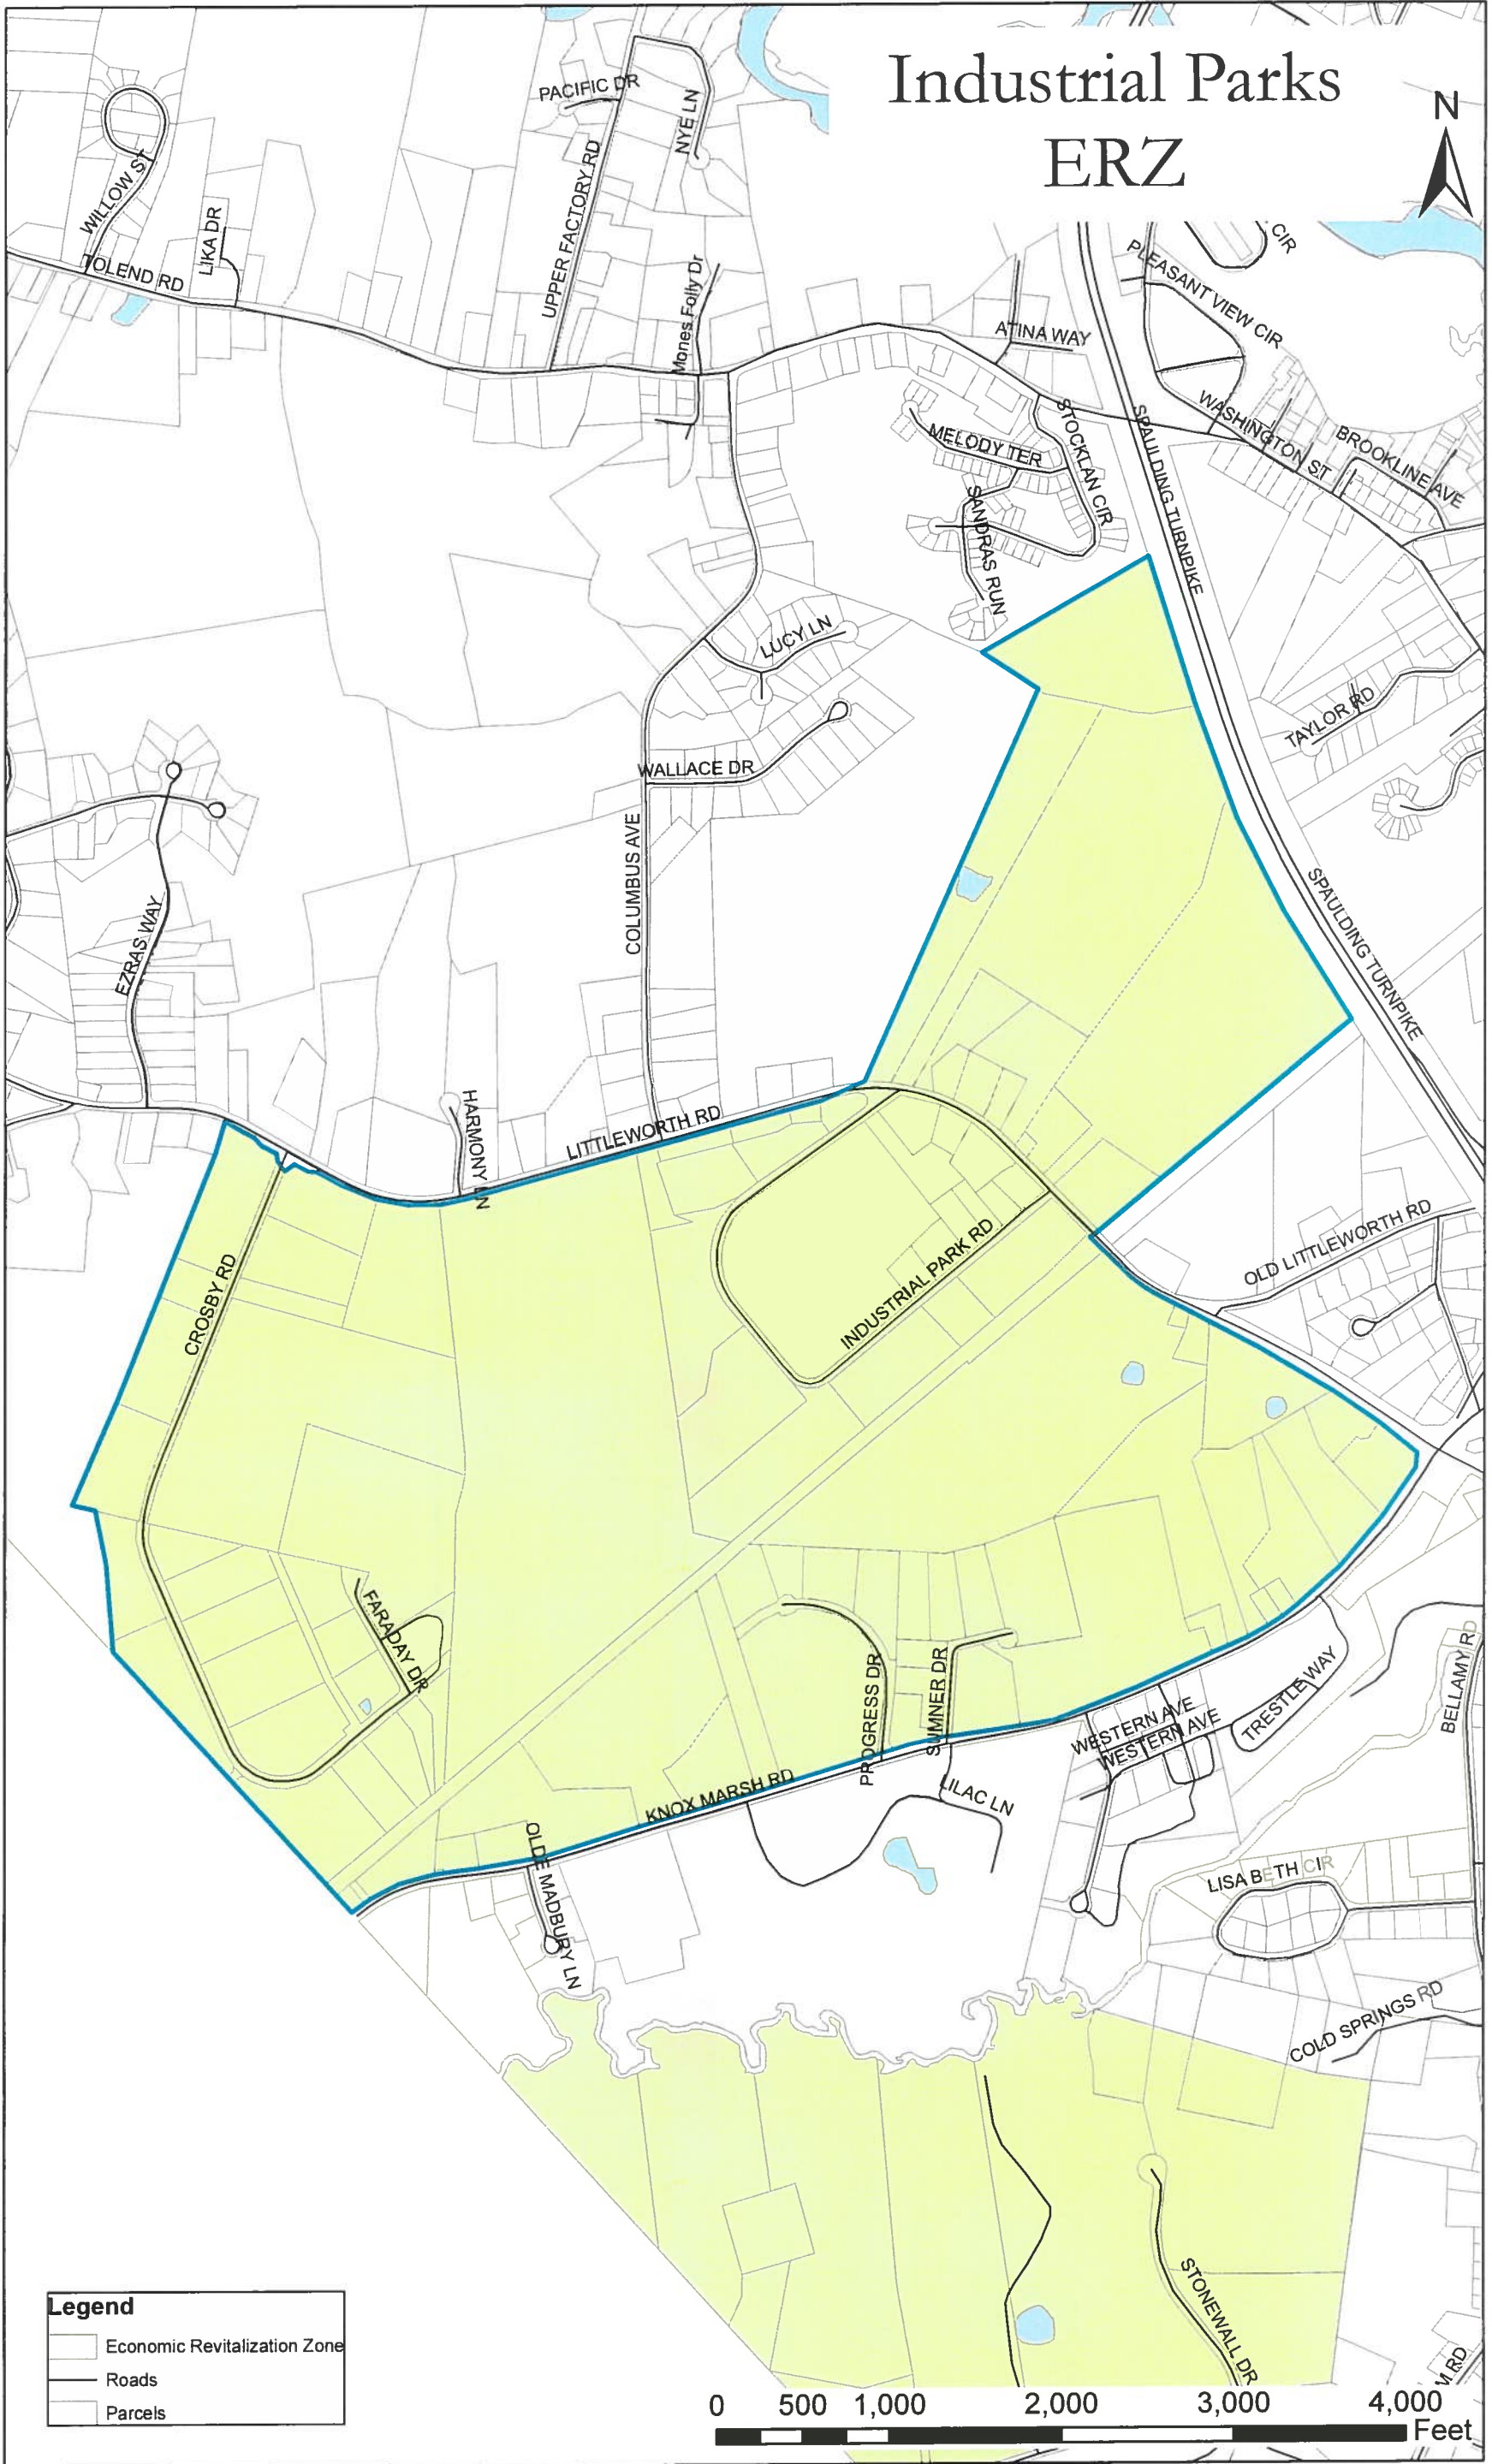 Industrial Parks
ERZ
N
PACIFIC DR
NYE LN
UPPER FACTORY RD
WILLOW ST
LIKA DR
TOLEND RD
Mones Folly Dr
CIR
PLEASANT VIEW CIR
ATINA WAY
STOCKLAN CIR
SPAULDING TURNPIKE
WASHINGTON ST
BROOKLINE AVE
MELODY TER
SANDRAS RUN
LUCY LN
TAYLOR RD
WALLACE DR
COLUMBUS AVE
EZRAS WAY
SPAULDING TURNPIKE
HARMONY LN
LITTLEWORTH RD
OLD LITTLEWORTH RD
CROSBY RD
INDUSTRIAL PARK RD
FARADAY DR
PROGRESS DR
SUMNER DR
WESTERN AVE
WESTERN AVE
TRESTLE WAY
BELLAMY RD
KNOX MARSH RD
LILAC LN
OLDE MADBURY LN
LISA BETH CIR
COLD SPRINGS RD
STONEWALL DR
M RD
Legend
Economic Revitalization Zone
Roads
Parcels
0 500 1,000 2,000 3,000 4,000
Feet